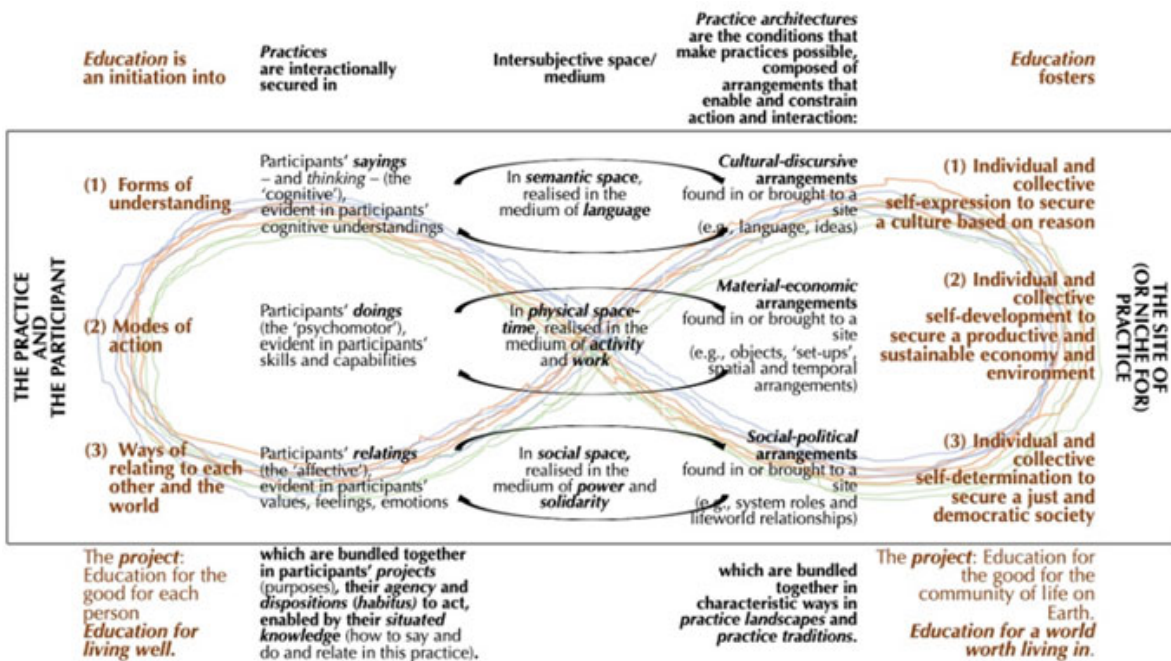 Education is
an initiation into
Practices
are interactionally
secured in
Intersubjective space/
medium
Practice architectures
are the conditions that
make practices possible,
composed of
arrangements that
enable and constrain
action and interaction:
Education
fosters
THE PRACTICE
AND
THE PARTICIPANT
(1) Forms of
understanding
Participants' sayings
– and thinking – (the
'cognitive'),
evident in participants'
cognitive understandings
In semantic space,
realised in the
medium of language
Cultural-discursive
arrangements
found in or brought to a
site
(e.g., language, ideas)
(1) Individual and
collective
self-expression to secure
a culture based on reason
(2) Modes of
action
Participants' doings
(the 'psychomotor'),
evident in participants'
skills and capabilities
In physical space-
time, realised in the
medium of activity
and work
Material-economic
arrangements
found in or brought to a
site
(e.g., objects, 'set-ups',
spatial and temporal
arrangements)
(2) Individual and
collective
self-development to
secure a productive and
sustainable economy and
environment
(3) Ways of
relating to each
other and the
world
Participants' relatings
(the 'affective'),
evident in participants'
values, feelings, emotions
In social space,
realised in the
medium of power and
solidarity
Social-political
arrangements
found in or brought to a
site
(e.g., system roles and
lifeworld relationships)
(3) Individual and
collective
self-determination to
secure a just and
democratic society
THE SITE OF
(OR NICHE FOR)
PRACTICE
The project:
Education for the
good for each
person
Education for
living well.
which are bundled together
in participants' projects
(purposes), their agency and
dispositions (habitus) to act,
enabled by their situated
knowledge (how to say and
do and relate in this practice).
which are bundled
together in
characteristic ways in
practice landscapes and
practice traditions.
The project: Education for
the good for the
community of life on
Earth.
Education for a world
worth living in.